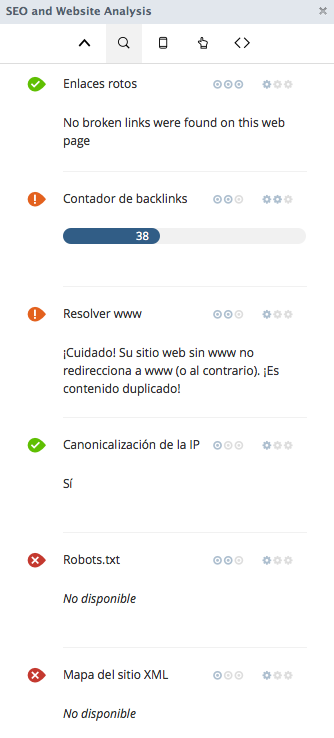 SEO and Website Analysis
Enlaces rotos
No broken links were found on this web
page
Contador de backlinks
38
Resolver www
¡Cuidado! Su sitio web sin www no
redirecciona a www (o al contrario). ¡Es
contenido duplicado!
Canonicalización de la IP
Sí
Robots.txt
No disponible
Mapa del sitio XML
No disponible